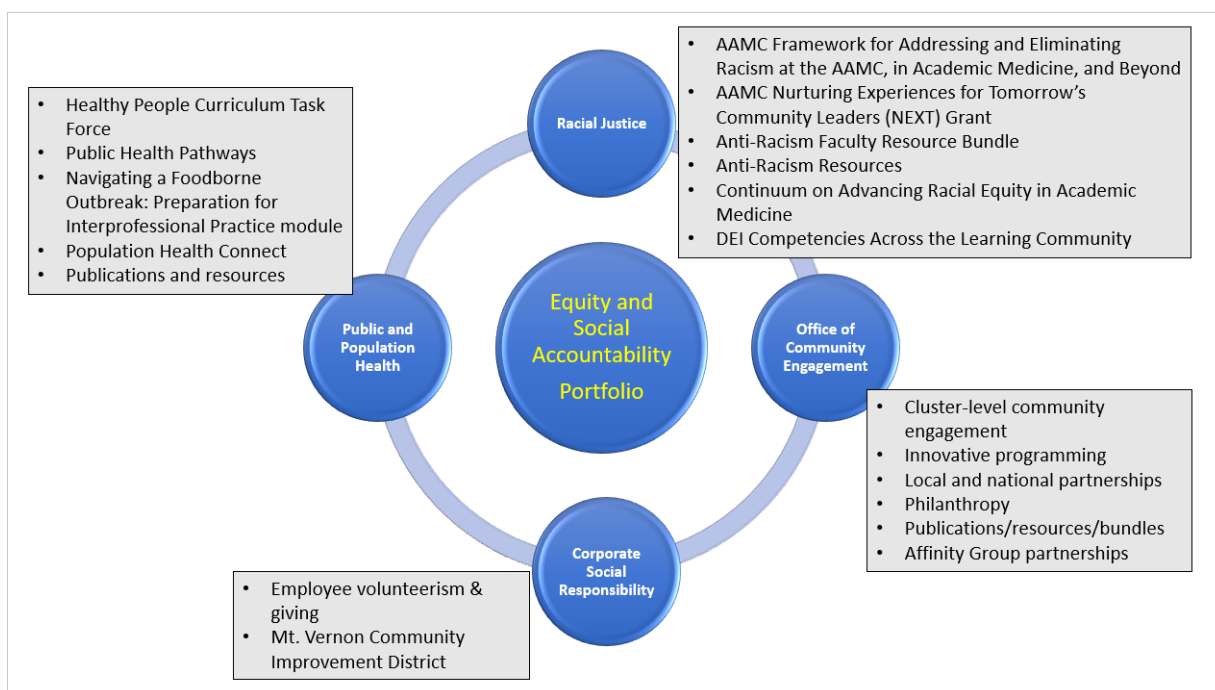 Racial Justice
• AAMC Framework for Addressing and Eliminating
Racism at the AAMC, in Academic Medicine, and Beyond
• AAMC Nurturing Experiences for Tomorrow's
Community Leaders (NEXT) Grant
• Anti-Racism Faculty Resource Bundle
• Anti-Racism Resources
• Continuum on Advancing Racial Equity in Academic
Medicine
• DEI Competencies Across the Learning Community
• Healthy People Curriculum Task
Force
• Public Health Pathways
• Navigating a Foodborne
Outbreak: Preparation for
Interprofessional Practice module
• Population Health Connect
• Publications and resources
Public and
Population
Health
Equity and
Social
Accountability
Portfolio
Office of
Community
Engagement
• Cluster-level community
engagement
• Innovative programming
• Local and national partnerships
• Philanthropy
• Publications/resources/bundles
• Affinity Group partnerships
Corporate
Social
Responsibility
• Employee volunteerism &
giving
• Mt. Vernon Community
Improvement District